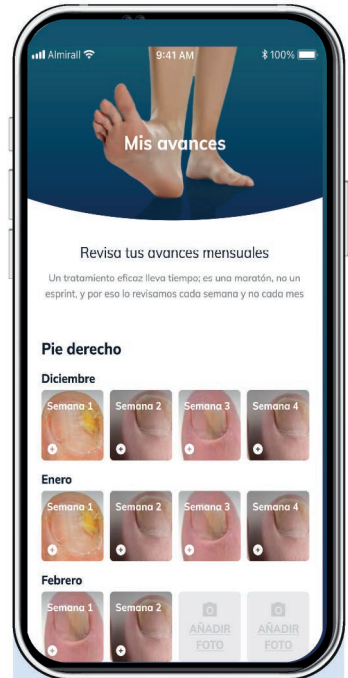 Almirall 9:41 AM 100%
Mis avances
Revisa tus avances mensuales
Un tratamiento eficaz lleva tiempo; es una maratón, no un
esprint, y por eso lo revisamos cada semana y no cada mes
Pie derecho
Diciembre
Semana 1 Semana 2 Semana 3 Semana 4
Enero
Semana 1 Semana 2 Semana 3 Semana 4
Febrero
Semana 1 Semana 2 AÑADIR FOTO AÑADIR FOTO